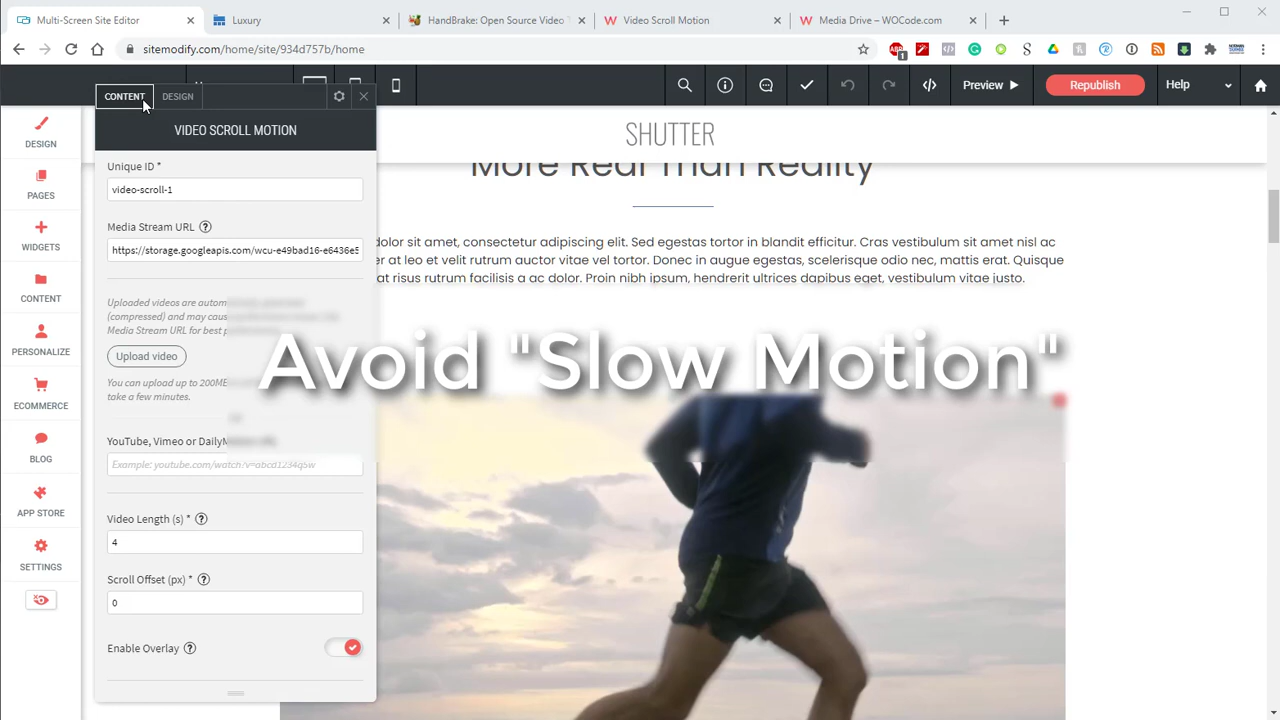 Multi-Screen Site Editor
Luxury
HandBrake: Open Source Video T
Video Scroll Motion
Media Drive – WOCode.com
sitemodify.com/home/site/934d757b/home
1
CONTENT
DESIGN
Preview
Republish
Help
DESIGN
PAGES
WIDGETS
CONTENT
PERSONALIZE
ECOMMERCE
BLOG
APP STORE
SETTINGS
VIDEO SCROLL MOTION
Unique ID *
video-scroll-1
Media Stream URL
https://storage.googleapis.com/wcu-e49bad16-e6436e5
Uploaded videos are
(compressed) and may
Media Stream URL for best
Upload video
You can upload up to 200MB
take a few minutes.
YouTube, Vimeo or
Example: youtube.com/watch?v=abcd1234q5w
Video Length (s) *
4
Scroll Offset (px) *
0
Enable Overlay
SHUTTER
More Real Than Reality
dolor sit amet, consectetur adipiscing elit. Sed egestas tortor in blandit efficitur. Cras vestibulum sit amet nisl ac
er at leo et velit rutrum auctor vitae vel tortor. Donec in augue egestas, scelerisque odio nec, mattis erat. Quisque
at risus rutrum facilisis a ac dolor. Proin nibh ipsum, hendrerit ultrices dapibus eget, vestibulum vitae justo.
Avoid "Slow Motion"